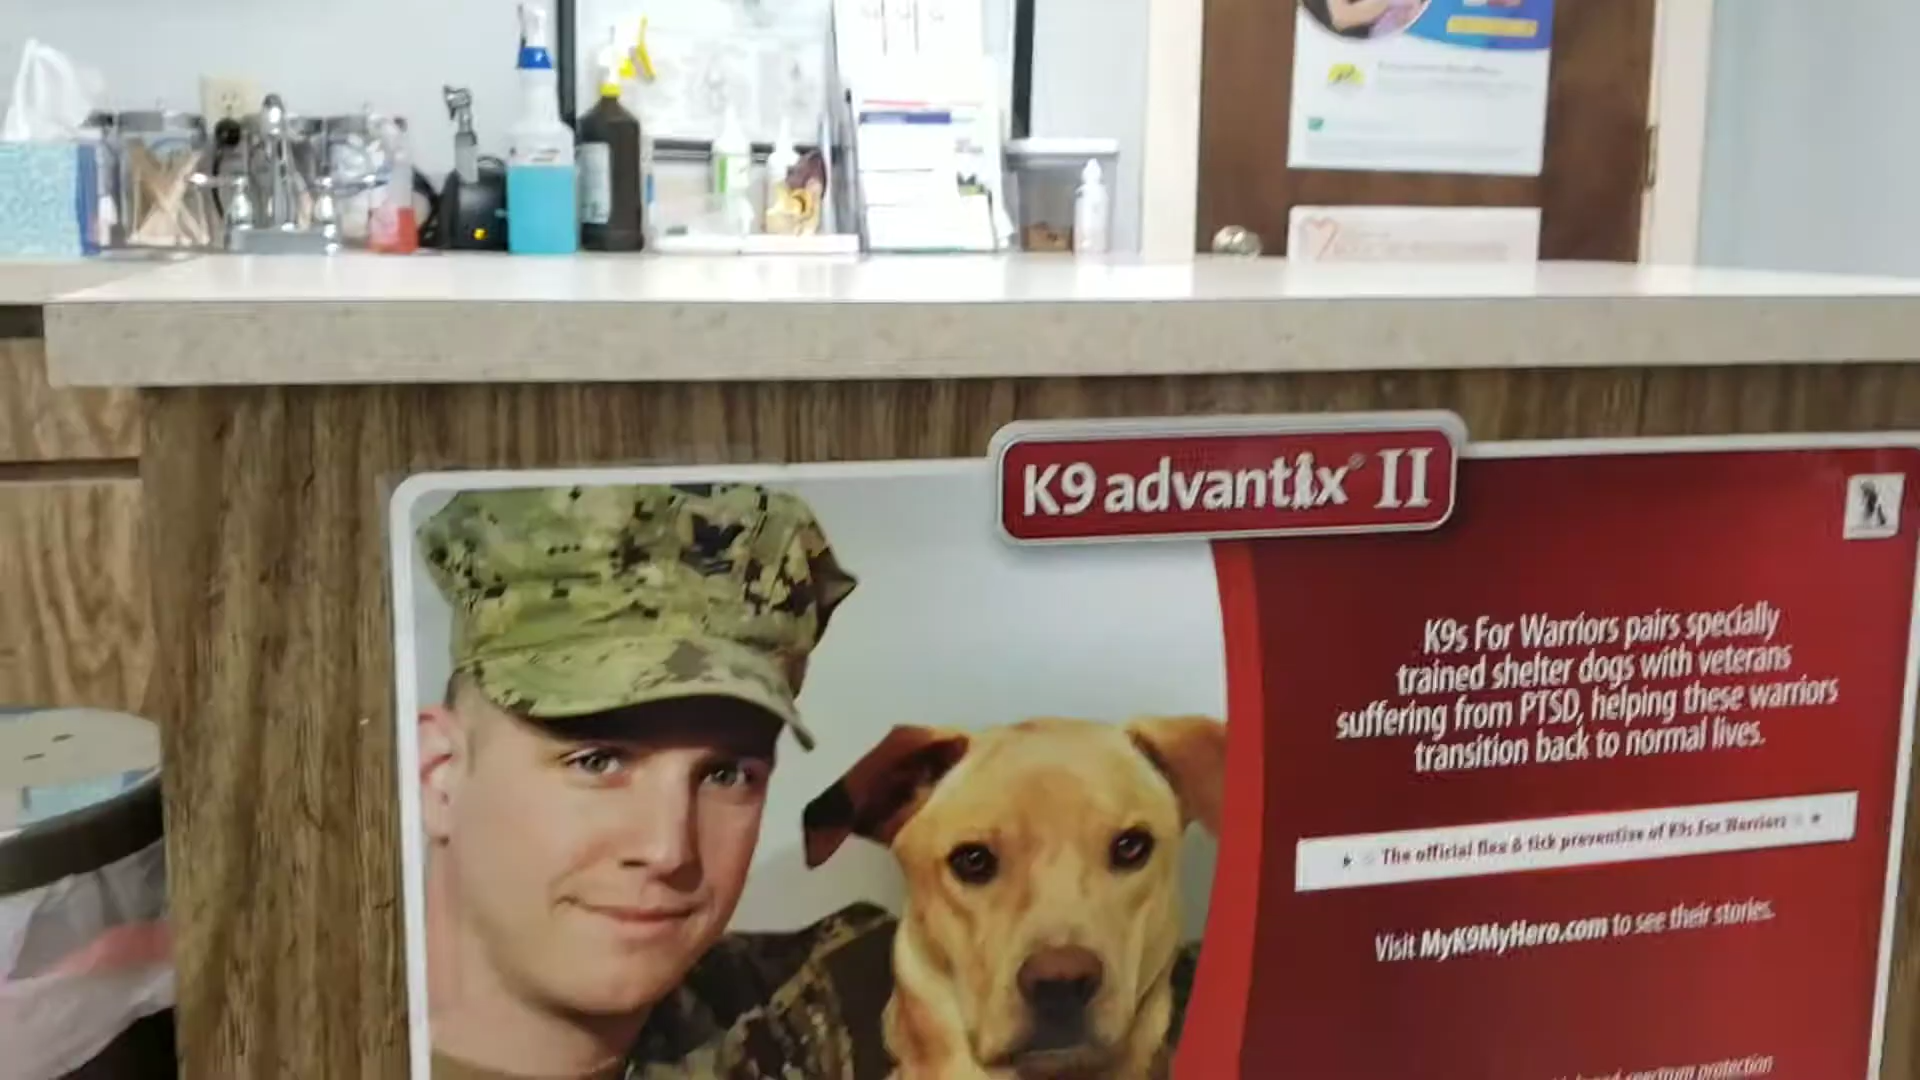 K9 advantix® II
K9s For Warriors pairs specially
trained shelter dogs with veterans
suffering from PTSD, helping these warriors
transition back to normal lives.
The official flea & tick preventive of K9s For Warriors
Visit MyK9MyHero.com to see their stories.
spectrum protection